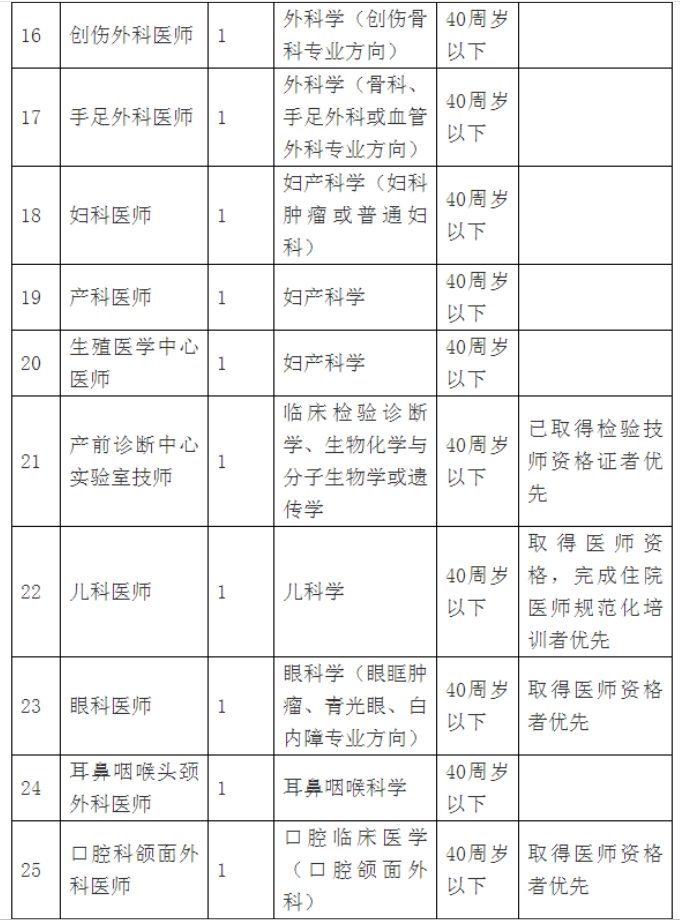 16 创伤外科医师 1 外科学（创伤骨科专业方向） 40周岁以下
17 手足外科医师 1 外科学（骨科、手足外科或血管外科专业方向） 40周岁以下
18 妇科医师 1 妇产科学（妇科肿瘤或普通妇科） 40周岁以下
19 产科医师 1 妇产科学 40周岁以下
20 生殖医学中心医师 1 妇产科学 40周岁以下
21 产前诊断中心实验室技师 1 临床检验诊断学、生物化学与分子生物学或遗传学 40周岁以下 已取得检验技师资格证者优先
22 儿科医师 1 儿科学 40周岁以下 取得医师资格，完成住院医师规范化培训者优先
23 眼科医师 1 眼科学（眼眶肿瘤、青光眼、白内障专业方向） 40周岁以下 取得医师资格者优先
24 耳鼻咽喉头颈外科医师 1 耳鼻咽喉科学 40周岁以下
25 口腔科颌面外科医师 1 口腔临床医学（口腔颌面外科） 40周岁以下 取得医师资格者优先